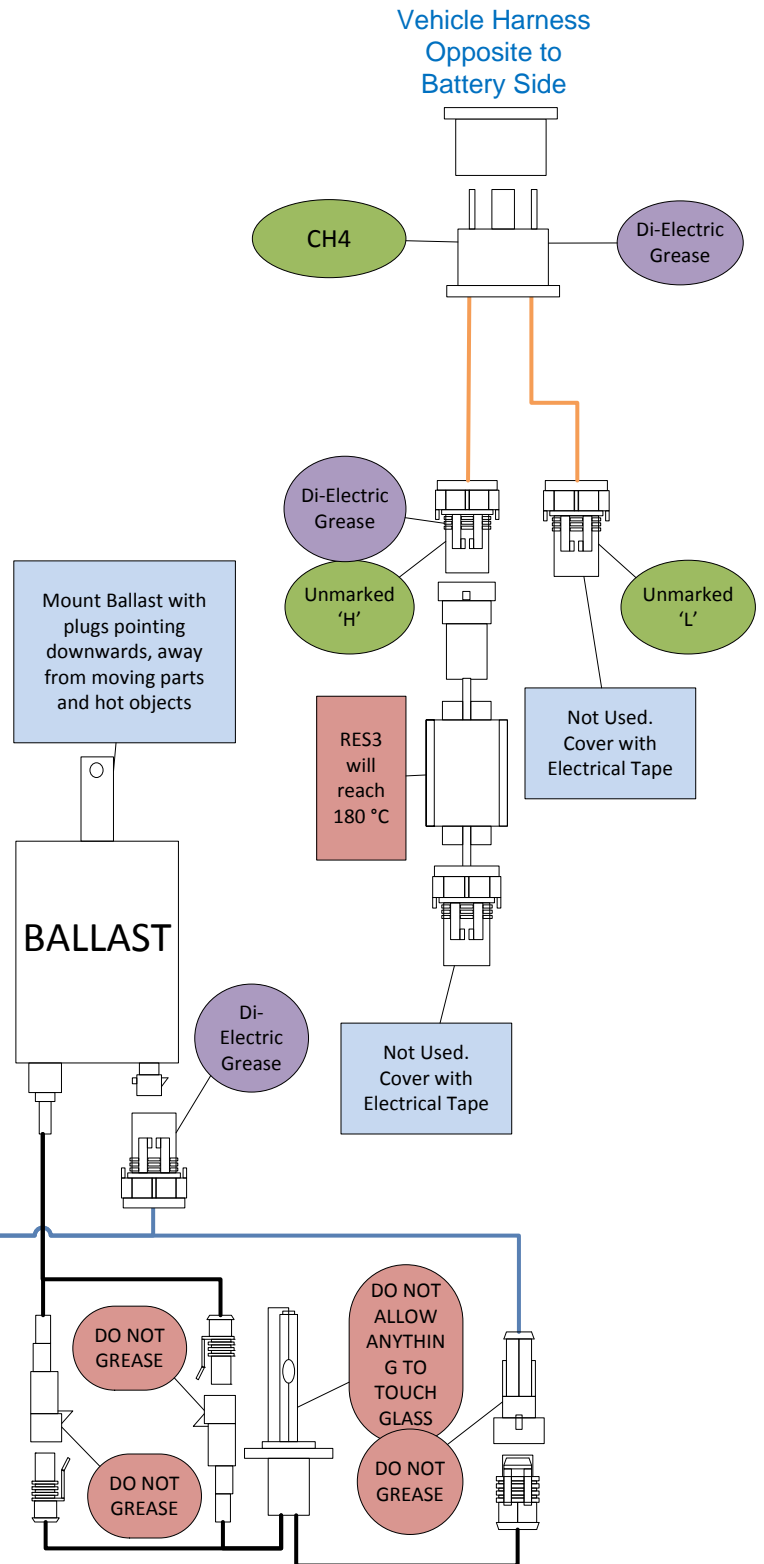 Vehicle Harness
Opposite to
Battery Side
CH4
Di-Electric
Grease
Di-Electric
Grease
Unmarked
‘H’
Unmarked
‘L’
Mount Ballast with
plugs pointing
downwards, away
from moving parts
and hot objects
RES3
will
reach
180 °C
Not Used.
Cover with
Electrical Tape
BALLAST
Di-
Electric
Grease
Not Used.
Cover with
Electrical Tape
DO NOT
GREASE
DO NOT
ALLOW
ANYTHIN
G TO
TOUCH
GLASS
DO NOT
GREASE
DO NOT
GREASE